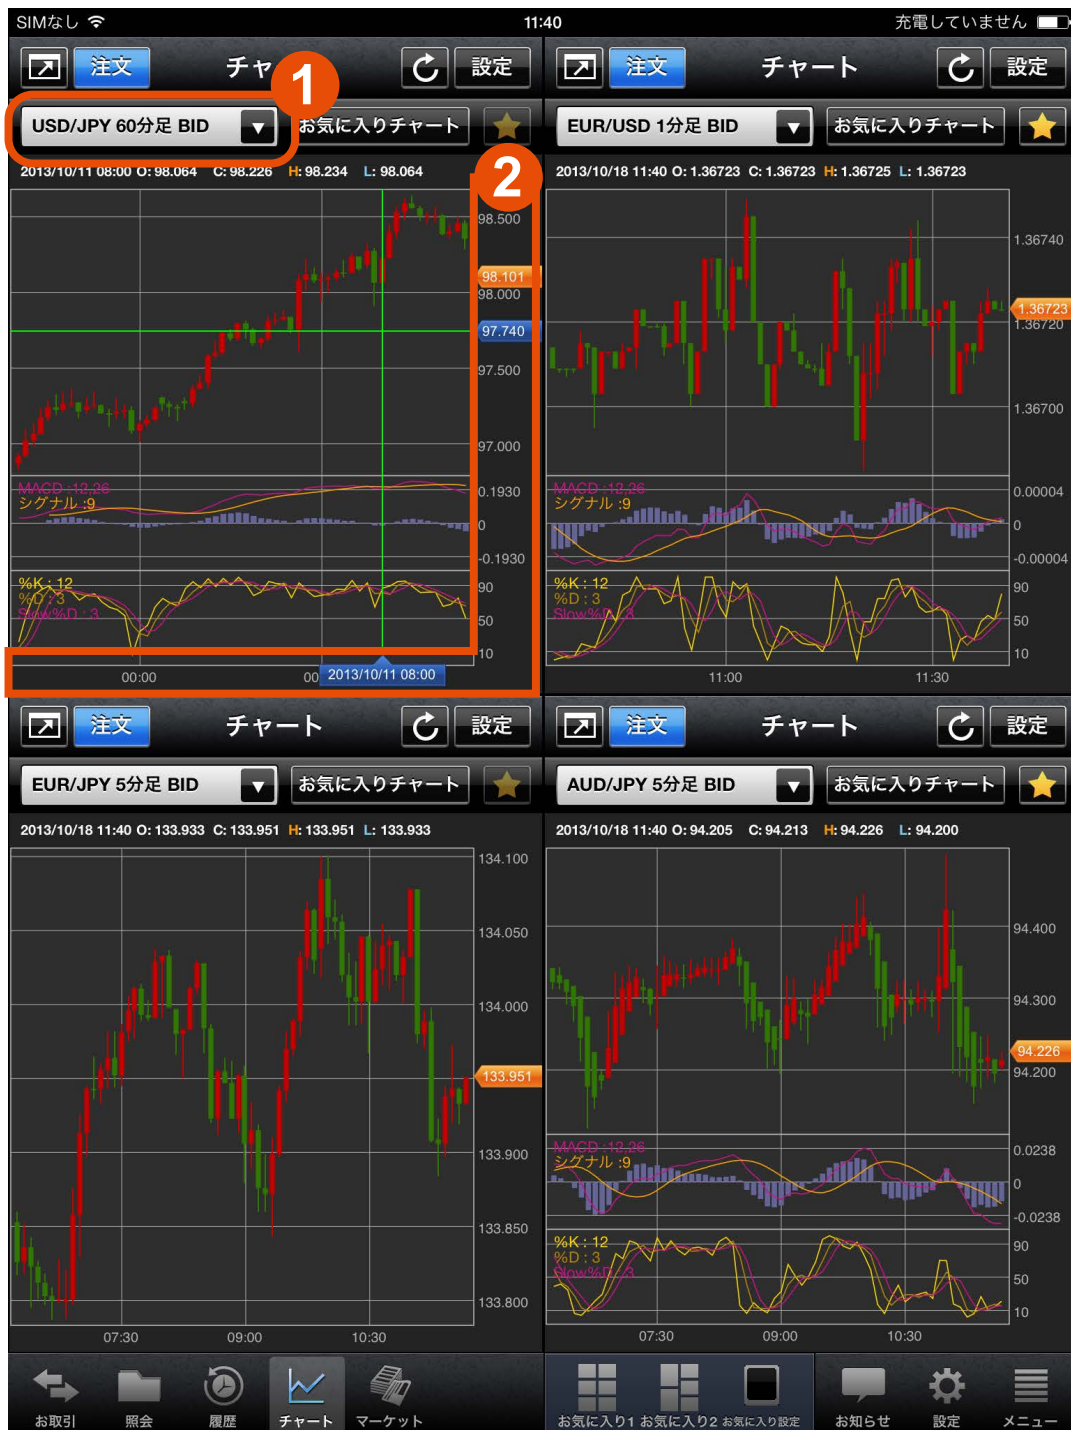 SIMなし 11:40 充電していません
注文 チャ 1 設定
USD/JPY 60分足 BID お気に入りチャート
2013/10/11 08:00 O: 98.064 C: 98.226 H: 98.234 L: 98.064
2
98.500
98.101
98.000
97.740
97.500
97.000
MACD :12,26
シグナル :9
0.1930
0
-0.1930
%K : 12
%D : 3
Slow%D : 3
90
50
10
00:00 00 2013/10/11 08:00
注文 チャート 設定
EUR/USD 1分足 BID お気に入りチャート
2013/10/18 11:40 O: 1.36723 C: 1.36723 H: 1.36725 L: 1.36723
1.36740
1.36723
1.36720
1.36700
MACD :12,26
シグナル :9
0.00004
0
-0.00004
%K : 12
%D : 3
Slow%D : 3
90
50
10
11:00 11:30
注文 チャート 設定
EUR/JPY 5分足 BID お気に入りチャート
2013/10/18 11:40 O: 133.933 C: 133.951 H: 133.951 L: 133.933
134.100
134.050
134.000
133.951
133.900
133.850
133.800
07:30 09:00 10:30
注文 チャート 設定
AUD/JPY 5分足 BID お気に入りチャート
2013/10/18 11:40 O: 94.205 C: 94.213 H: 94.226 L: 94.200
94.400
94.300
94.226
94.200
MACD :12,26
シグナル :9
0.0238
0
-0.0238
%K : 12
%D : 3
Slow%D : 3
90
50
10
07:30 09:00 10:30
お取引 照会 履歴 チャート マーケット お気に入り1 お気に入り2 お気に入り設定 お知らせ 設定 メニュー